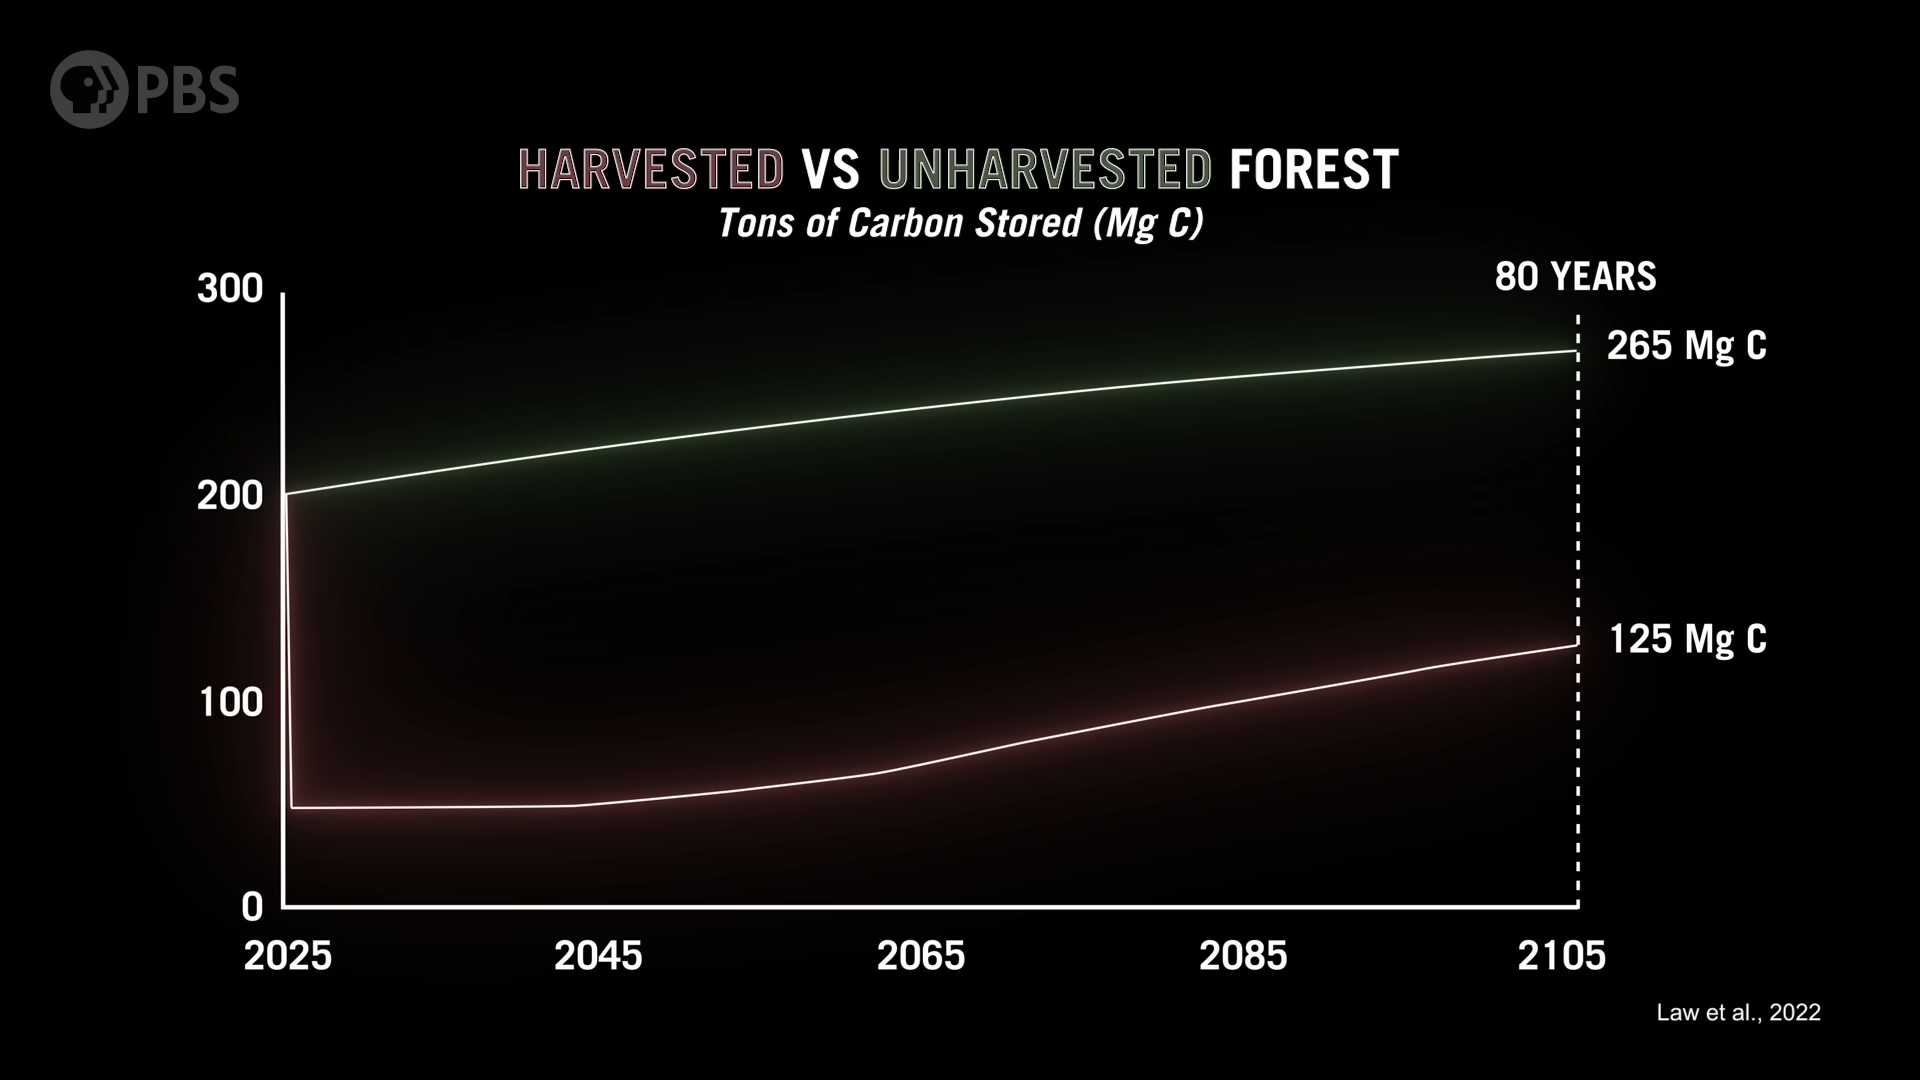 PBS
HARVESTED VS UNHARVESTED FOREST
Tons of Carbon Stored (Mg C)
80 YEARS
300
265 Mg C
200
125 Mg C
100
0
2025 2045 2065 2085 2105
Law et al., 2022